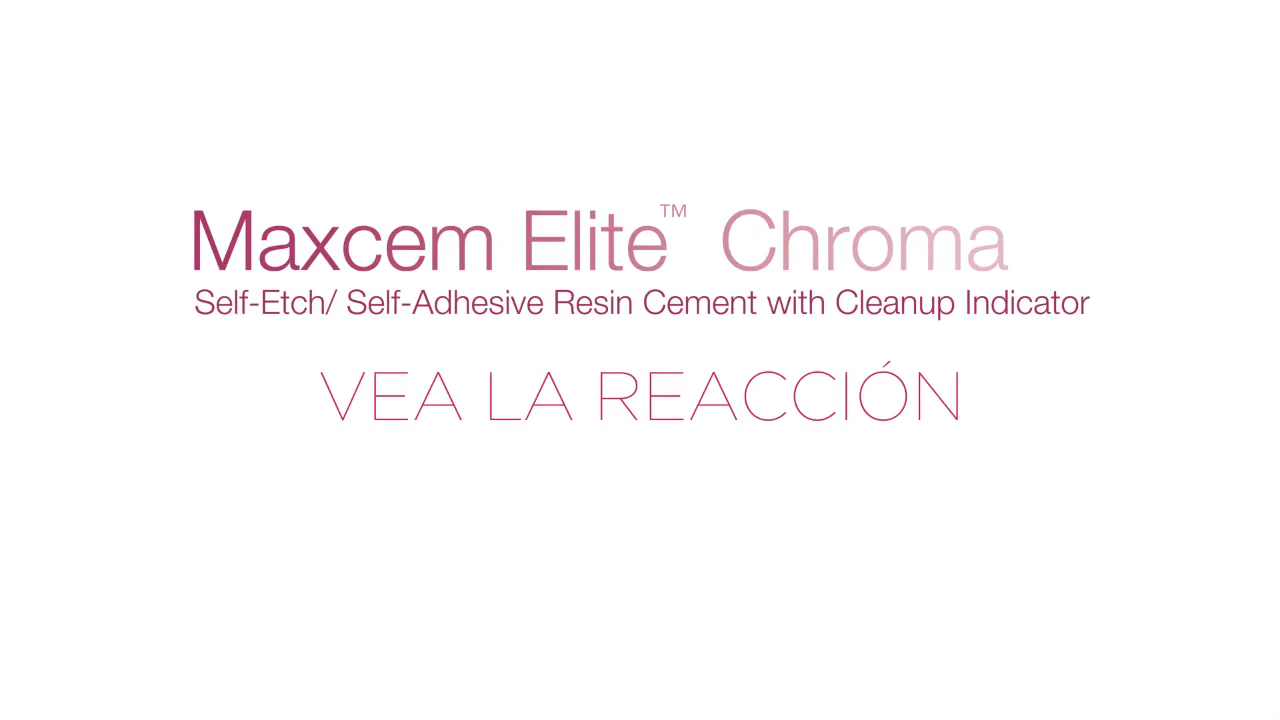 Maxcem Elite™ Chroma
Self-Etch/ Self-Adhesive Resin Cement with Cleanup Indicator
VEA LA REACCIÓN